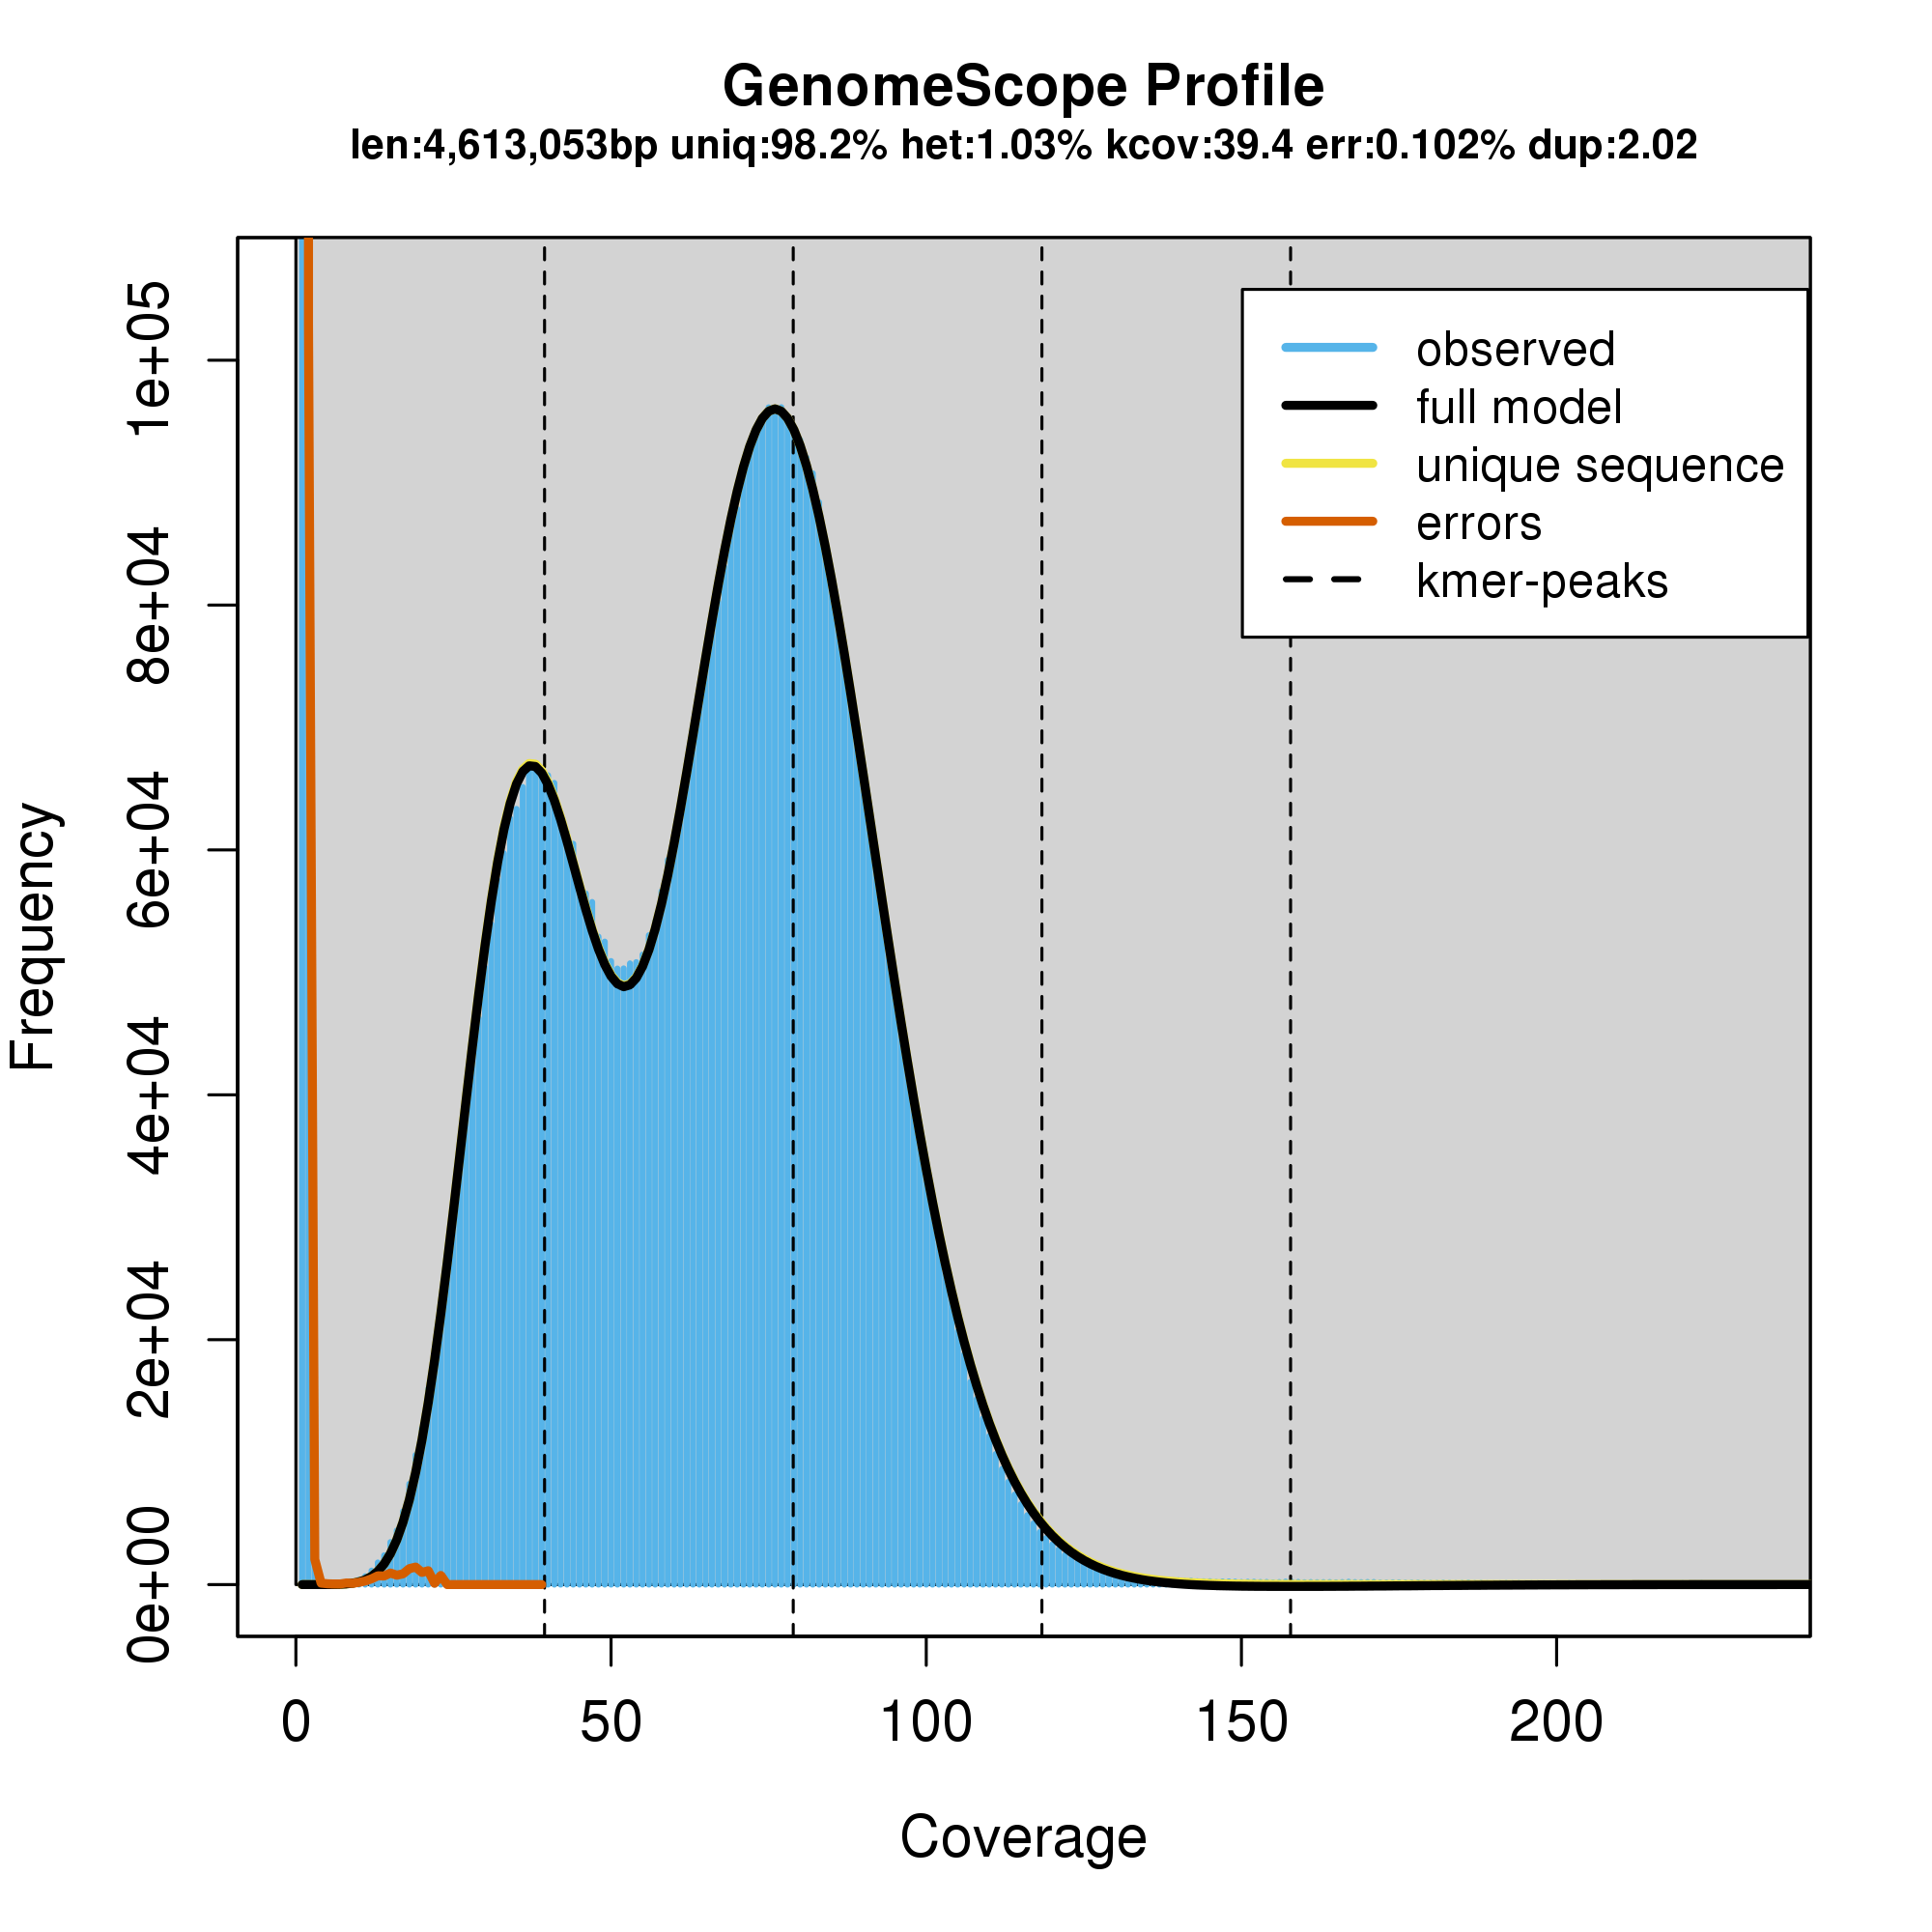 GenomeScope Profile
len:4,613,053bp uniq:98.2% het:1.03% kcov:39.4 err:0.102% dup:2.02
observed
full model
unique sequence
errors
kmer-peaks
Frequency
1e+05
8e+04
6e+04
4e+04
2e+04
0e+00
0 50 100 150 200
Coverage